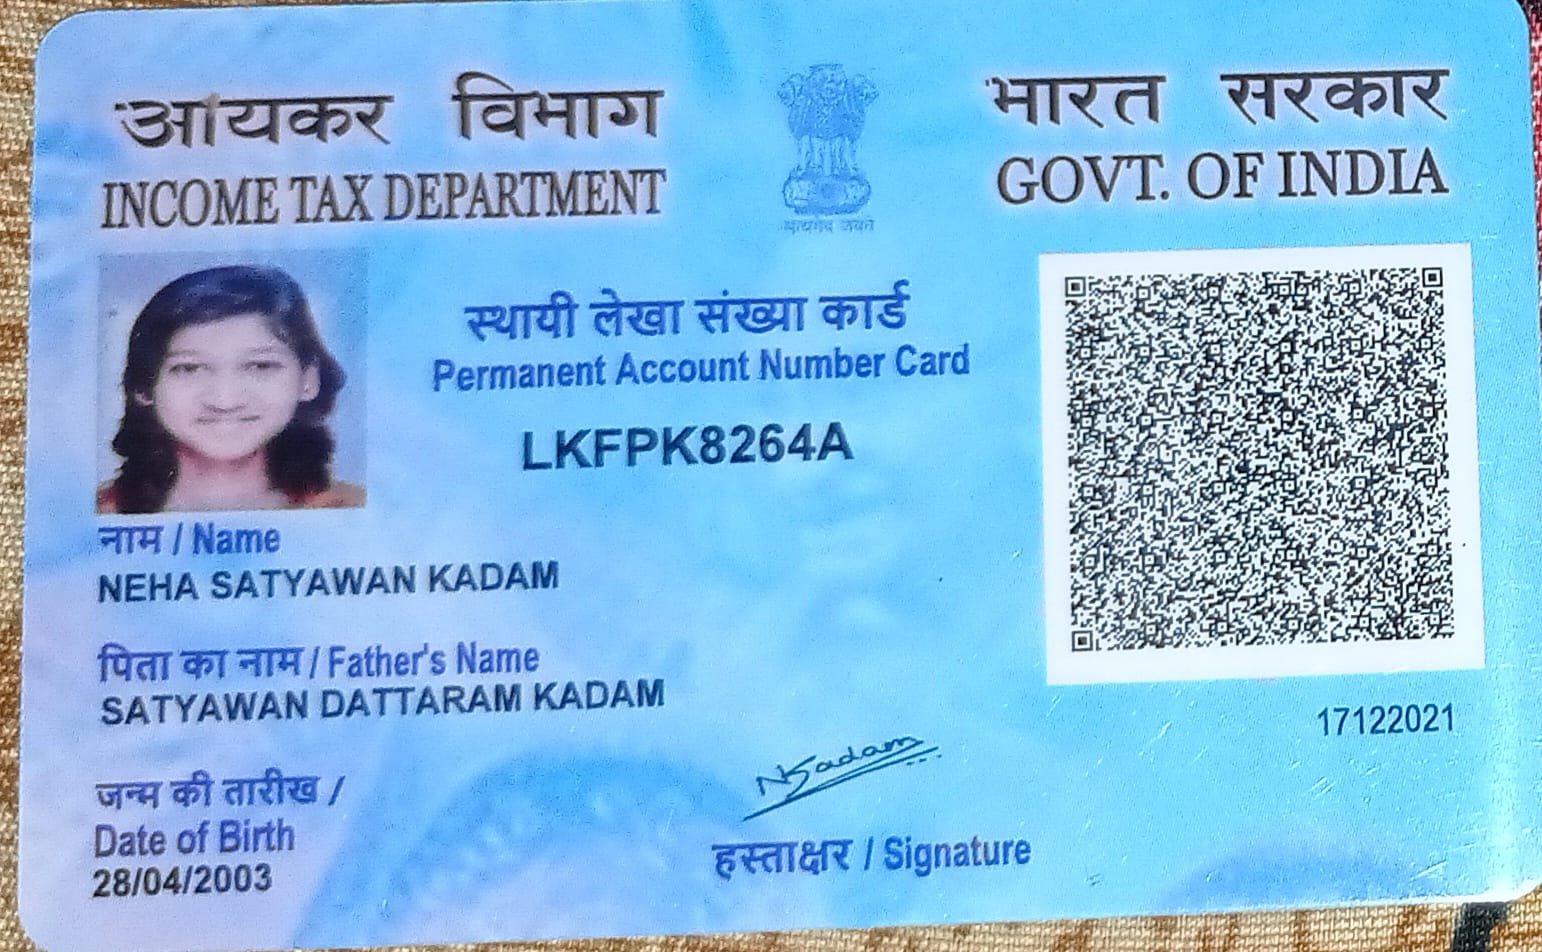 आयकर विभाग
INCOME TAX DEPARTMENT
सत्यमेव जयते
भारत सरकार
GOVT. OF INDIA
स्थायी लेखा संख्या कार्ड
Permanent Account Number Card
LKFPK8264A
नाम / Name
NEHA SATYAWAN KADAM
पिता का नाम / Father's Name
SATYAWAN DATTARAM KADAM
17122021
जन्म की तारीख /
Date of Birth
28/04/2003
NKadam
हस्ताक्षर / Signature